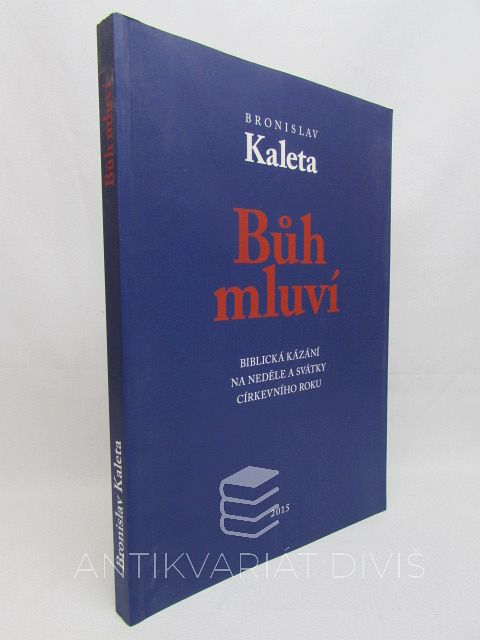 BRONISLAV
Kaleta
Bůh
mluví
BIBLICKÁ KÁZÁNÍ
NA NEDĚLE A SVÁTKY
CÍRKEVNÍHO ROKU
2015
Bronislav Kaleta
Bůh mluví
ANTIKVARIÁT DIVIŠ